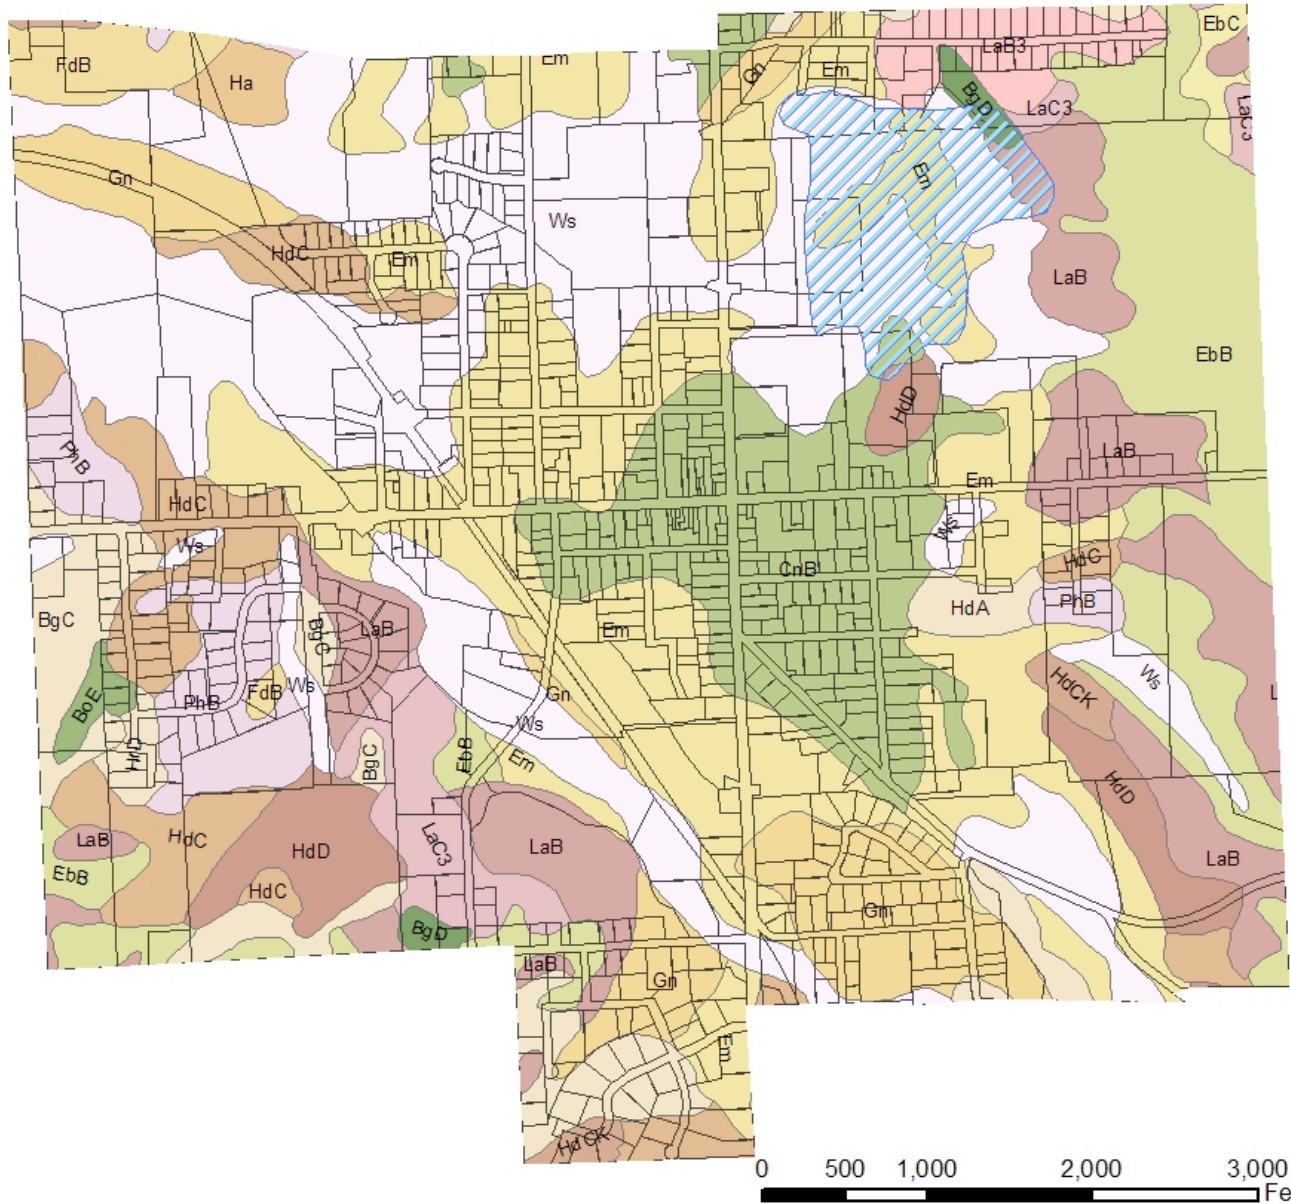 EbC
LaB3
FdB
Em
Gn
Em
Ha
BgD
LaC3
LaC3
Gn
Em
Ws
HdC
Em
LaB
EbB
HdD
PhB
LaB
Em
HdC
Ws
Ws
HdC
CnB
PhB
HdA
BgC
BgC
LaB
Em
Ws
HdCK
BoE
PhB
FdB
Ws
Gn
L
Ws
HrD
BgC
EbB
Em
HdD
LaB
HdC
HdD
LaC3
LaB
LaB
EbB
HdC
Gn
BgD
LaB
Gn
Em
HdCK
0 500 1,000 2,000 3,000
Fe